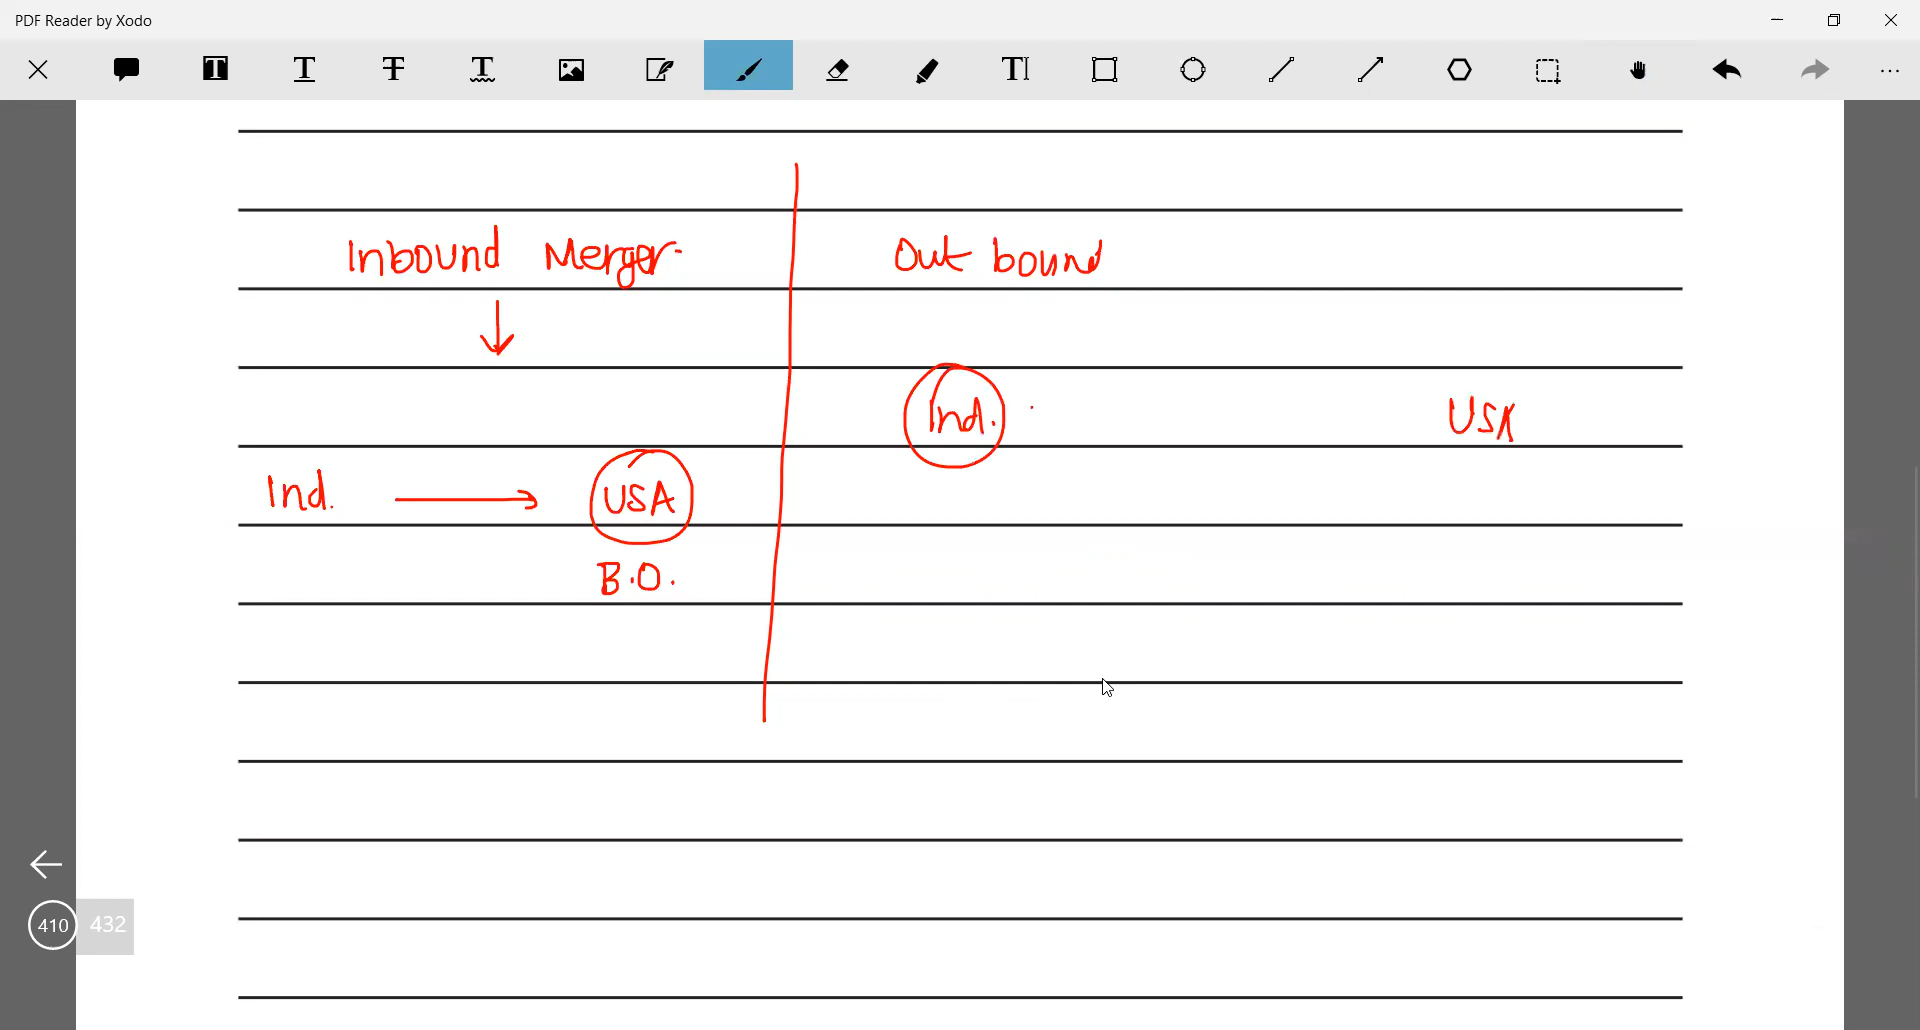 PDF Reader by Xodo
Inbound Merger Out bound
Ind. USA
Ind. USA
B.O.
410 432